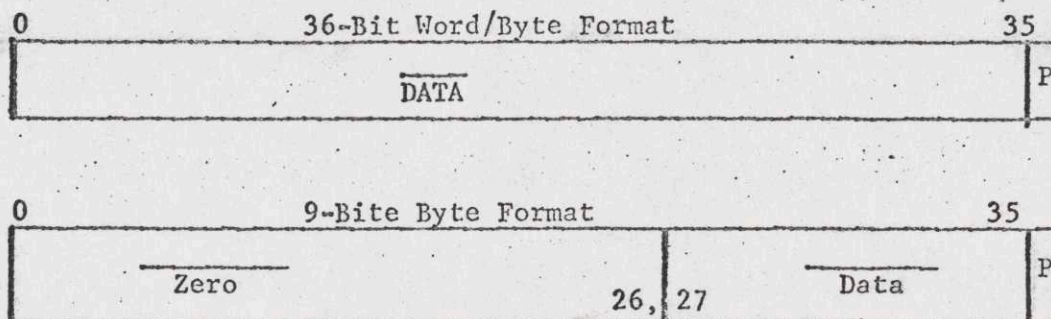 0 36-Bit Word/Byte Format 35
DATA P
0 9-Bite Byte Format 35
Zero 26, 27 Data P